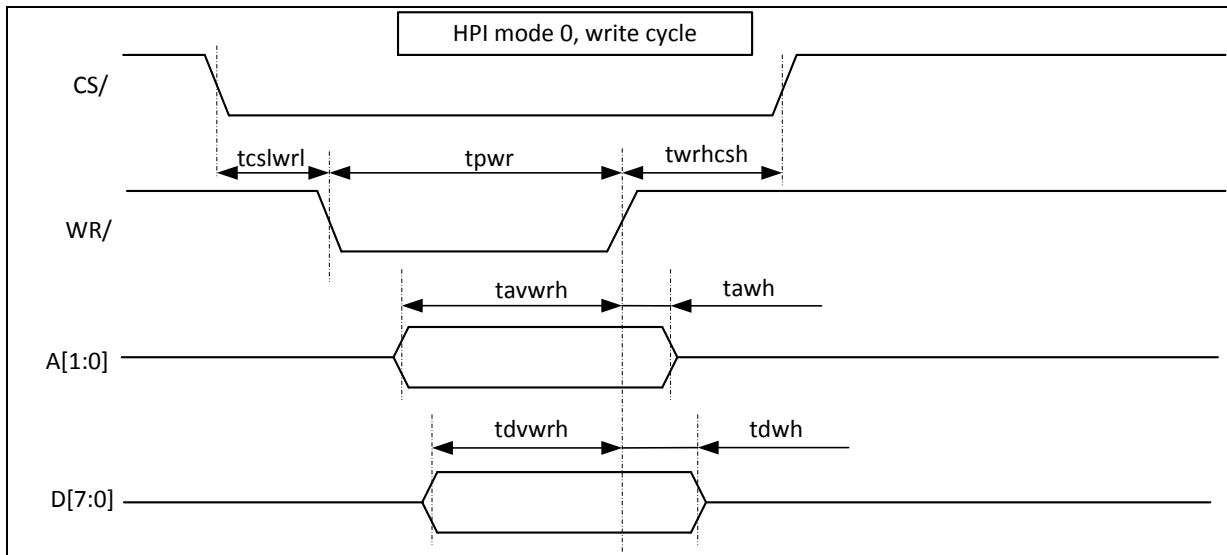 HPI mode 0, write cycle
CS/
tcslwrl
tpwr
twrhcsh
WR/
tavwrh
tawh
A[1:0]
tdvwrh
tdwh
D[7:0]